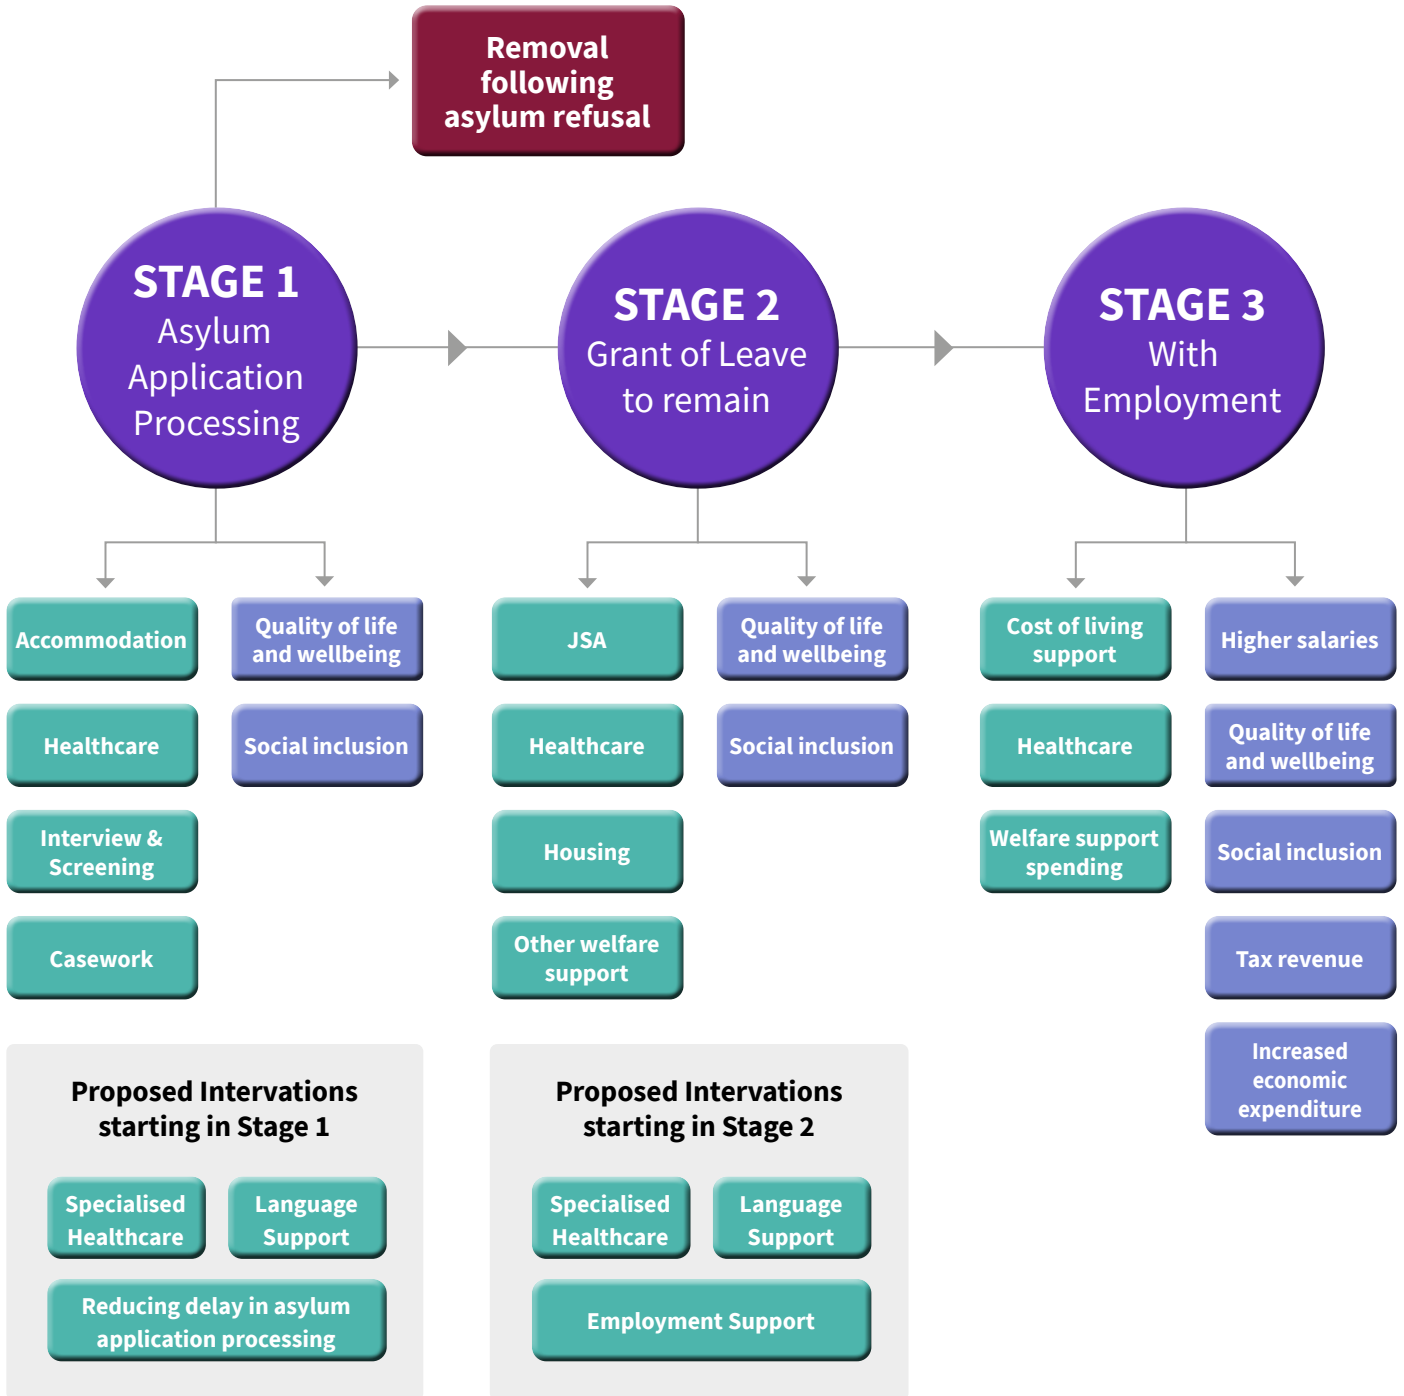 Removal
following
asylum refusal
STAGE 1
Asylum
Application
Processing
STAGE 2
Grant of Leave
to remain
STAGE 3
With
Employment
Accommodation
Healthcare
Interview &
Screening
Casework
Quality of life
and wellbeing
Social inclusion
JSA
Healthcare
Housing
Other welfare
support
Quality of life
and wellbeing
Social inclusion
Cost of living
support
Healthcare
Welfare support
spending
Higher salaries
Quality of life
and wellbeing
Social inclusion
Tax revenue
Increased
economic
expenditure
Proposed Intervations
starting in Stage 1
Specialised
Healthcare
Language
Support
Reducing delay in asylum
application processing
Proposed Intervations
starting in Stage 2
Specialised
Healthcare
Language
Support
Employment Support